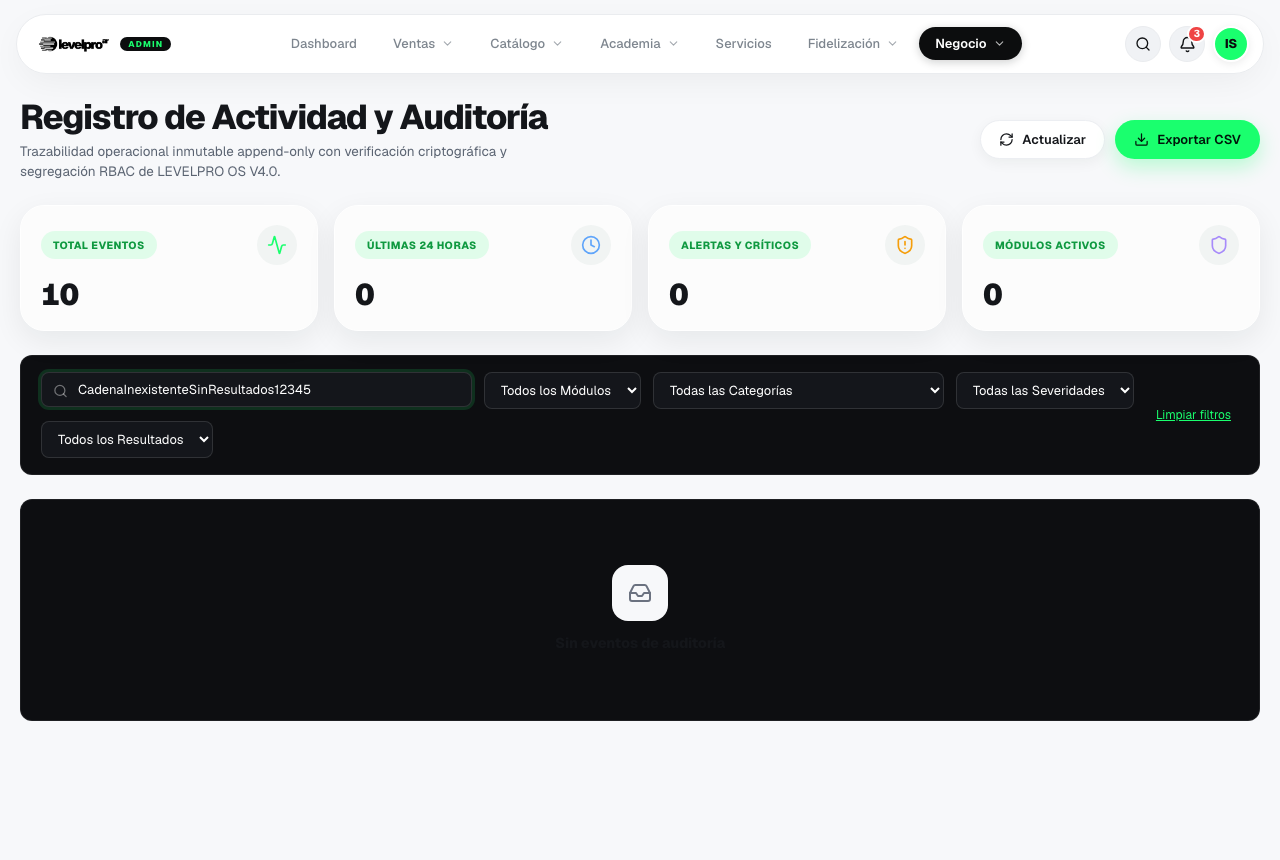 levelpro ADMIN
Dashboard Ventas Catálogo Academia Servicios Fidelización Negocio 3 IS
Registro de Actividad y Auditoría
Trazabilidad operacional inmutable append-only con verificación criptográfica y
segregación RBAC de LEVELPRO OS V4.0.
Actualizar Exportar CSV
TOTAL EVENTOS
10
ÚLTIMAS 24 HORAS
0
ALERTAS Y CRÍTICOS
0
MÓDULOS ACTIVOS
0
CadenaInexistenteSinResultados12345 Todos los Módulos Todas las Categorías Todas las Severidades
Limpiar filtros
Todos los Resultados
Sin eventos de auditoría